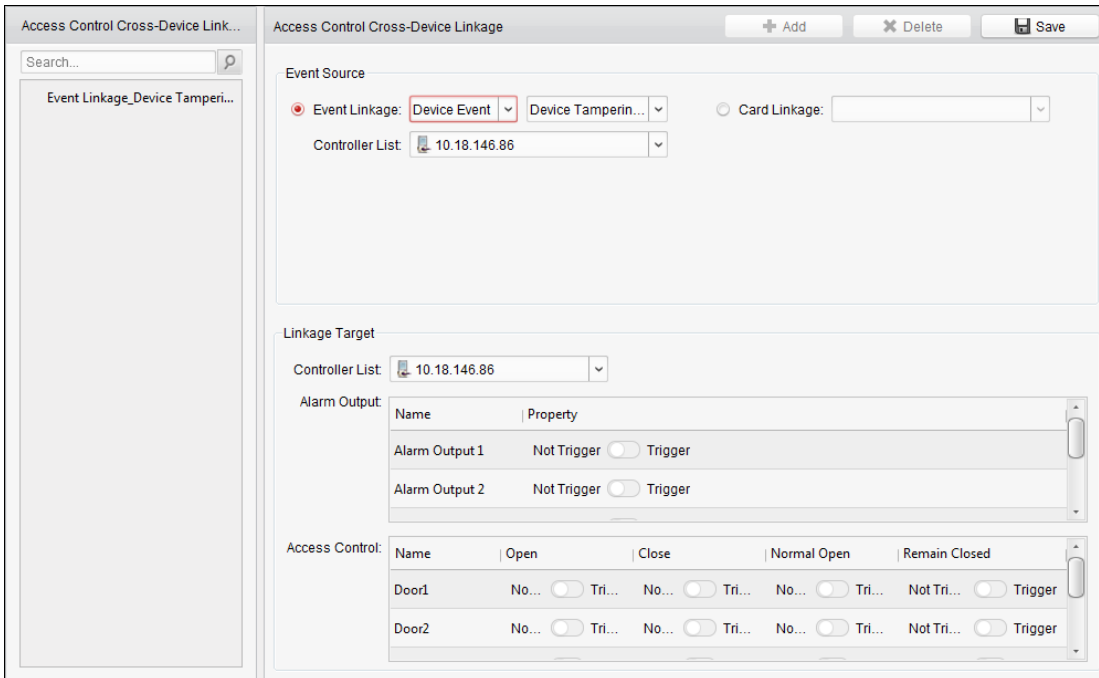 Access Control Cross-Device Link...
Search...
Event Linkage_Device Tamperi...
Access Control Cross-Device Linkage
Add
Delete
Save
Event Source
Event Linkage: Device Event Device Tamperin... Card Linkage:
Controller List: 10.18.146.86
Linkage Target
Controller List: 10.18.146.86
Alarm Output:
Name Property
Alarm Output 1 Not Trigger Trigger
Alarm Output 2 Not Trigger Trigger
Access Control:
Name Open Close Normal Open Remain Closed
Door1 No... Tri... No... Tri... No... Tri... Not Tri... Trigger
Door2 No... Tri... No... Tri... No... Tri... Not Tri... Trigger